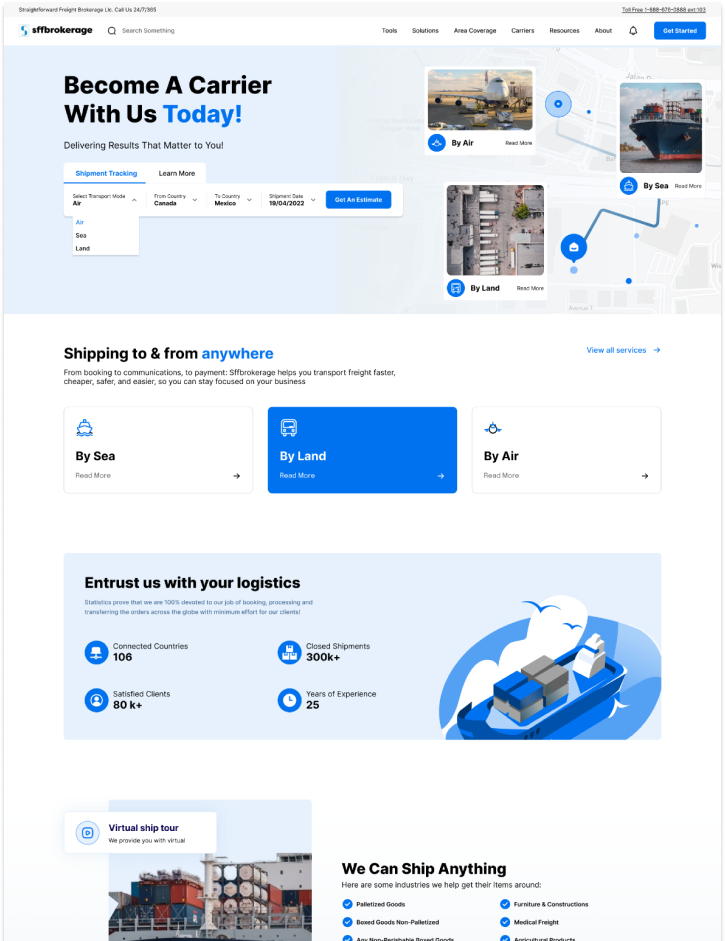 Straightforward Freight Brokerage Llc. Call Us 24/7/365
Toll Free 1-888-676-0888 ext:103
sffbrokerage
Search Something
Tools
Solutions
Area Coverage
Carriers
Resources
About
Get Started
Become A Carrier
With Us Today!
Delivering Results That Matter to You!
Shipment Tracking
Learn More
Select Transport Mode
Air
From Country
Canada
To Country
Mexico
Shipment Date
19/04/2022
Get An Estimate
Air
Sea
Land
By Air
Read More
By Sea
Read More
By Land
Read More
Avenue 1
Shipping to & from anywhere
View all services
From booking to communications, to payment: Sffbrokerage helps you transport freight faster,
cheaper, safer, and easier, so you can stay focused on your business
By Sea
Read More
By Land
Read More
By Air
Read More
Entrust us with your logistics
Statistics prove that we are 100% devoted to our job of booking, processing and
transferring the orders across the globe with minimum effort for our clients!
Connected Countries
106
Closed Shipments
300k+
Satisfied Clients
80 k+
Years of Experience
25
Virtual ship tour
We provide you with virtual
We Can Ship Anything
Here are some industries we help get their items around:
Palletized Goods
Furniture & Constructions
Boxed Goods Non-Palletized
Medical Freight
Any Non-Perishable Boxed Goods
Agricultural Products